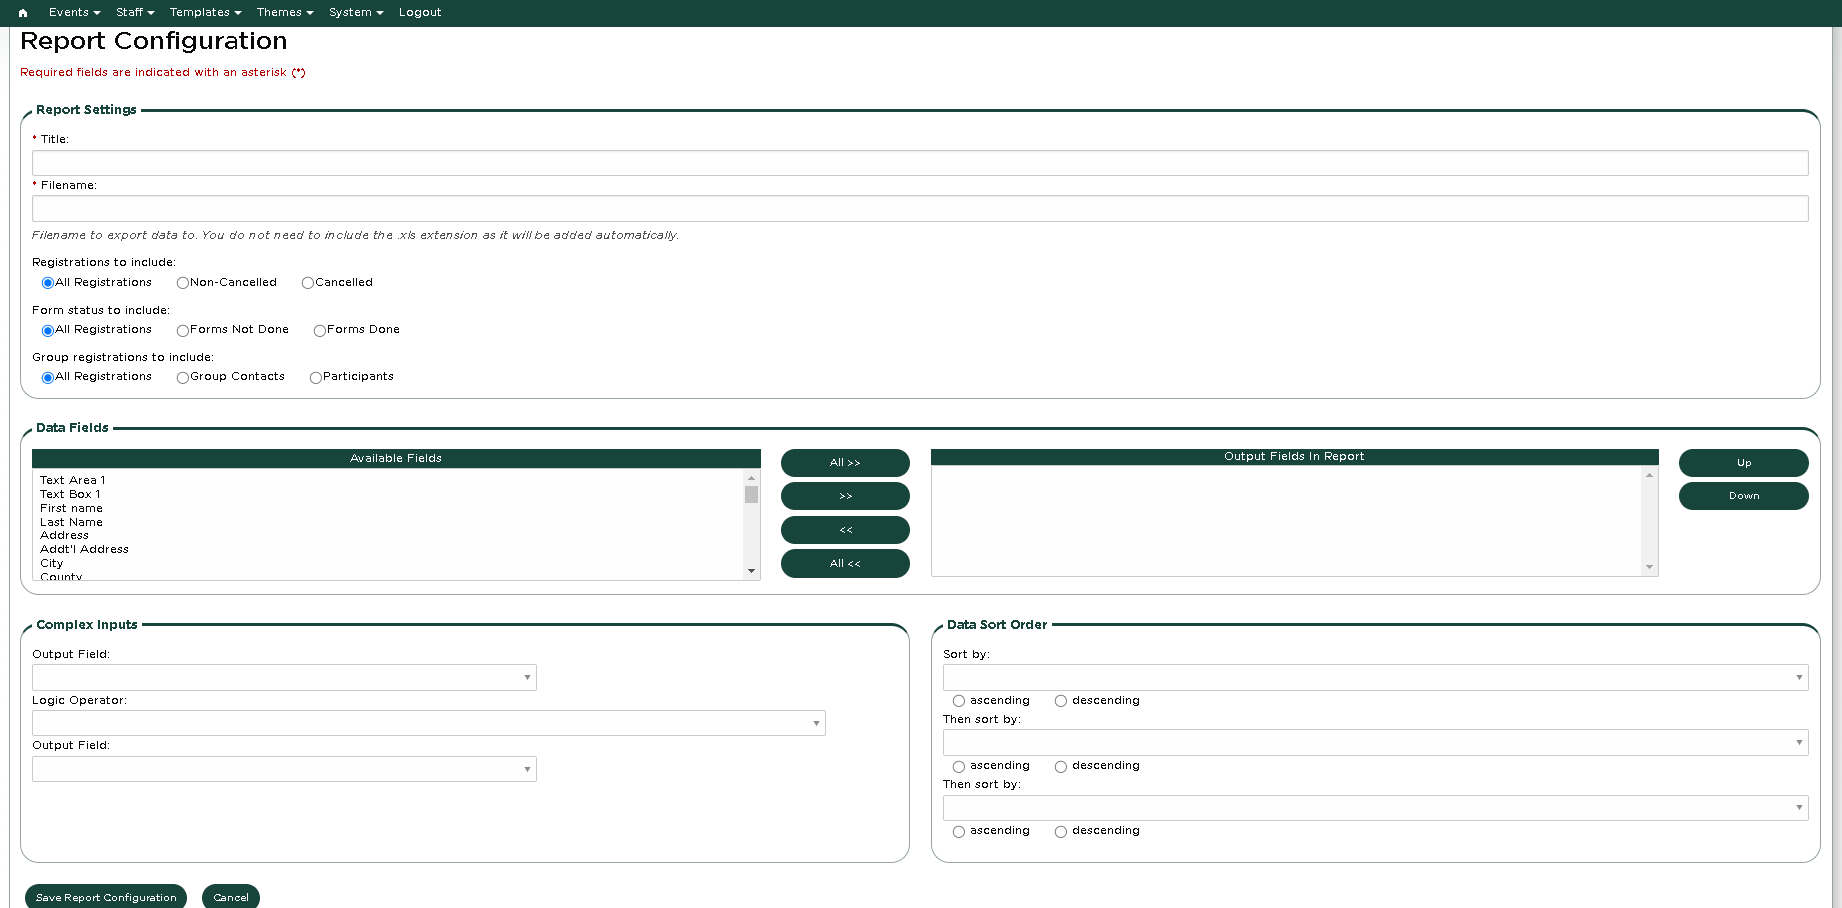 Events Staff Templates Themes System Logout
Report Configuration
Required fields are indicated with an asterisk (*)
Report Settings
* Title:
* Filename:
Filename to export data to. You do not need to include the .xls extension as it will be added automatically.
Registrations to include:
All Registrations Non-Cancelled Cancelled
Form status to include:
All Registrations Forms Not Done Forms Done
Group registrations to include:
All Registrations Group Contacts Participants
Data Fields
Available Fields
Text Area 1
Text Box 1
First name
Last Name
Address
Addt'l Address
City
County
All >>
>>
<<
All <<
Output Fields In Report
Up
Down
Complex Inputs
Output Field:
Logic Operator:
Output Field:
Data Sort Order
Sort by:
ascending descending
Then sort by:
ascending descending
Then sort by:
ascending descending
Save Report Configuration Cancel